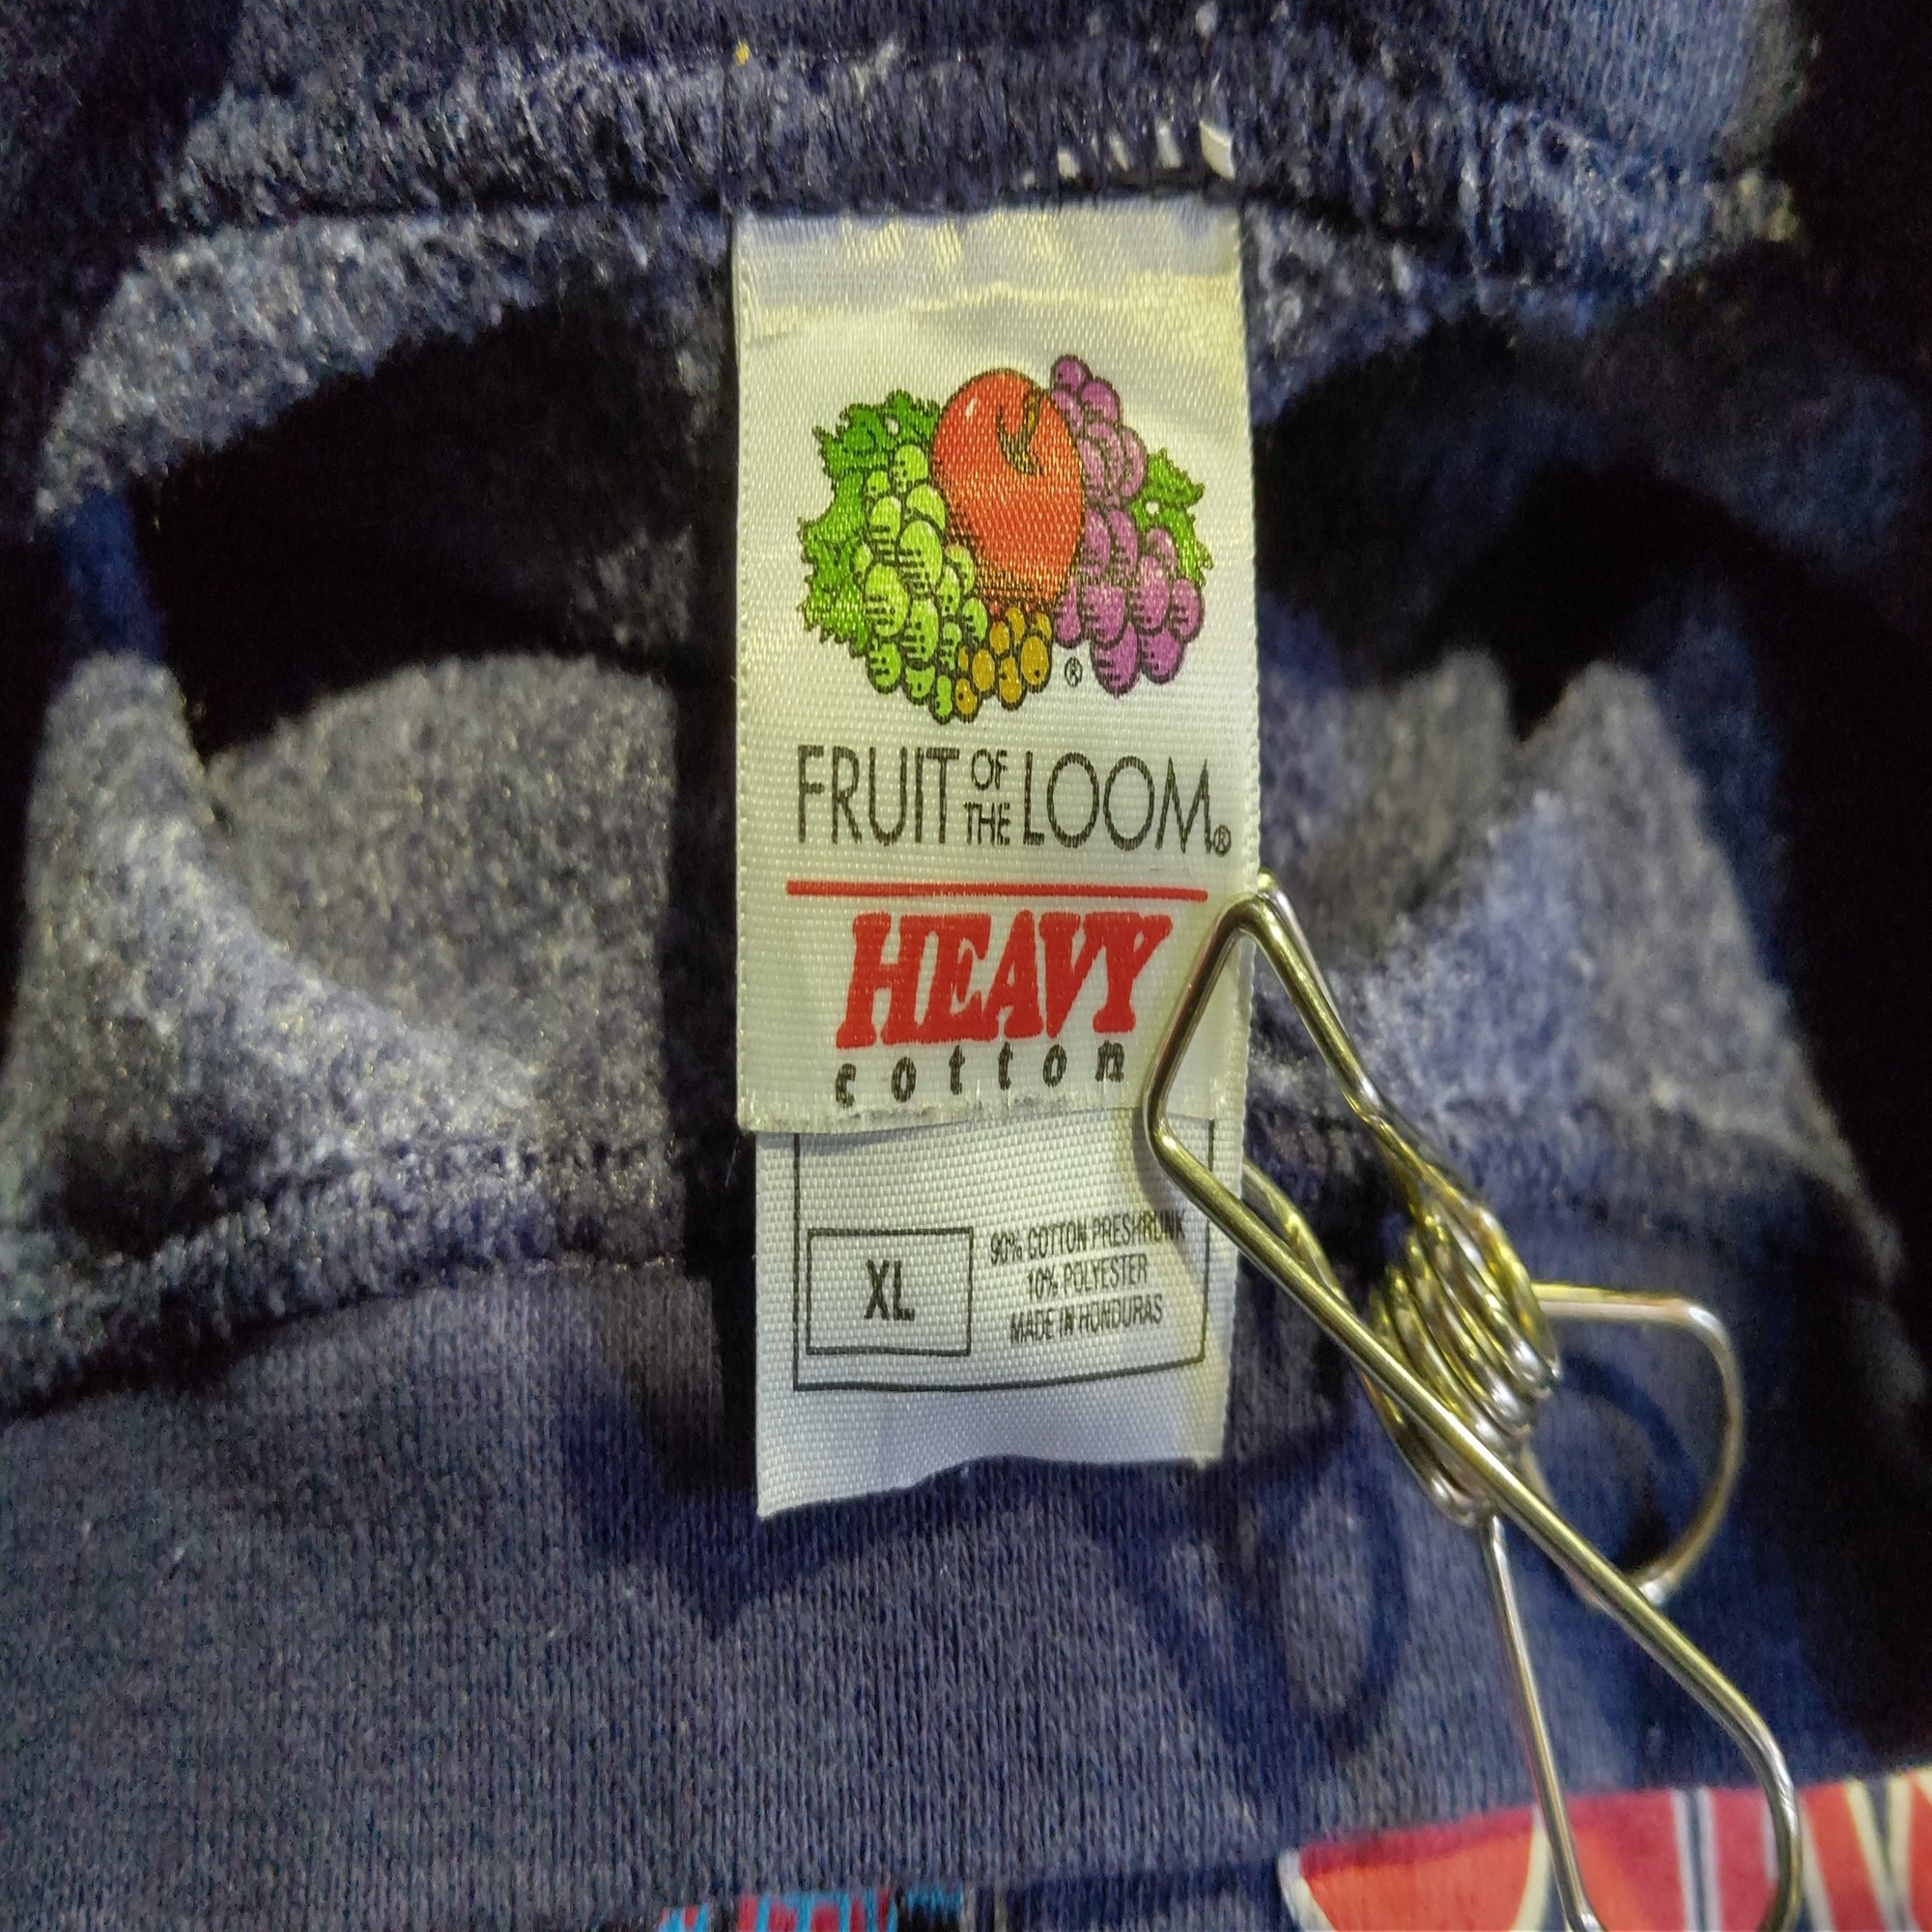 ®
FRUIT OF THE LOOM®
HEAVY
cotton
XL
90% COTTON PRESHRUNK
10% POLYESTER
MADE IN HONDURAS